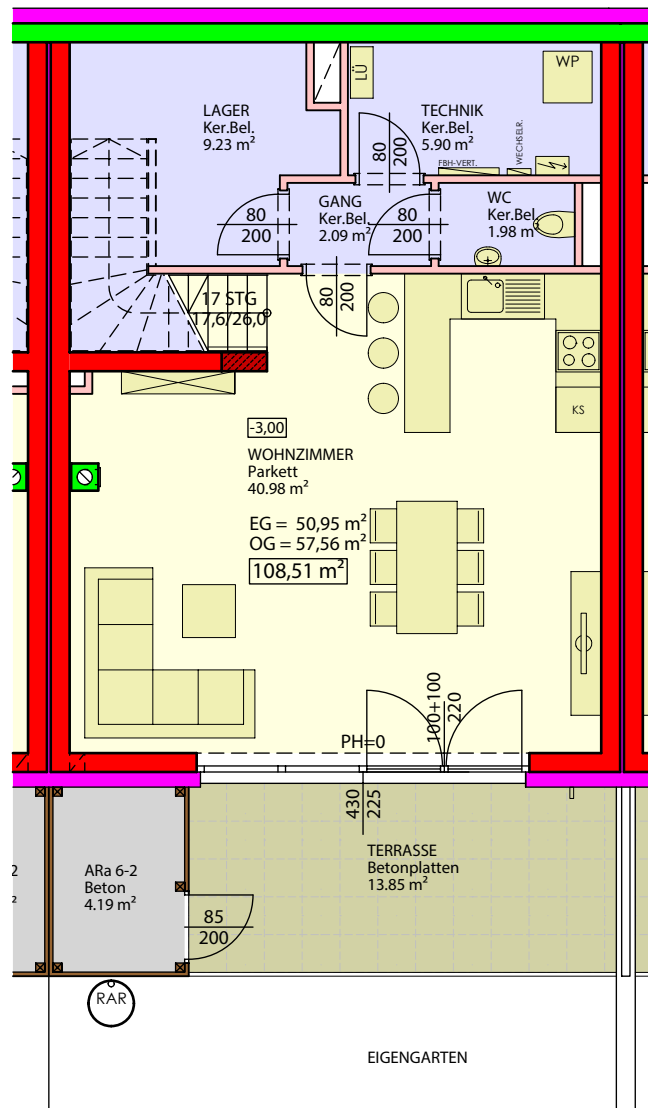 LÜ
WP
LAGER
Ker.Bel.
9.23 m²
TECHNIK
Ker.Bel.
5.90 m²
80
200
FBH-VERT.
WECHSELR.
GANG
Ker.Bel.
2.09 m²
WC
Ker.Bel.
1.98 m²
80
200
80
200
80
200
17 STG
17,6/26,0
KS
-3,00
WOHNZIMMER
Parkett
40.98 m²
EG = 50,95 m²
OG = 57,56 m²
108,51 m²
100+100
220
PH=0
430
225
TERRASSE
Betonplatten
13.85 m²
2
²
ARa 6-2
Beton
4.19 m²
85
200
RAR
EIGENGARTEN